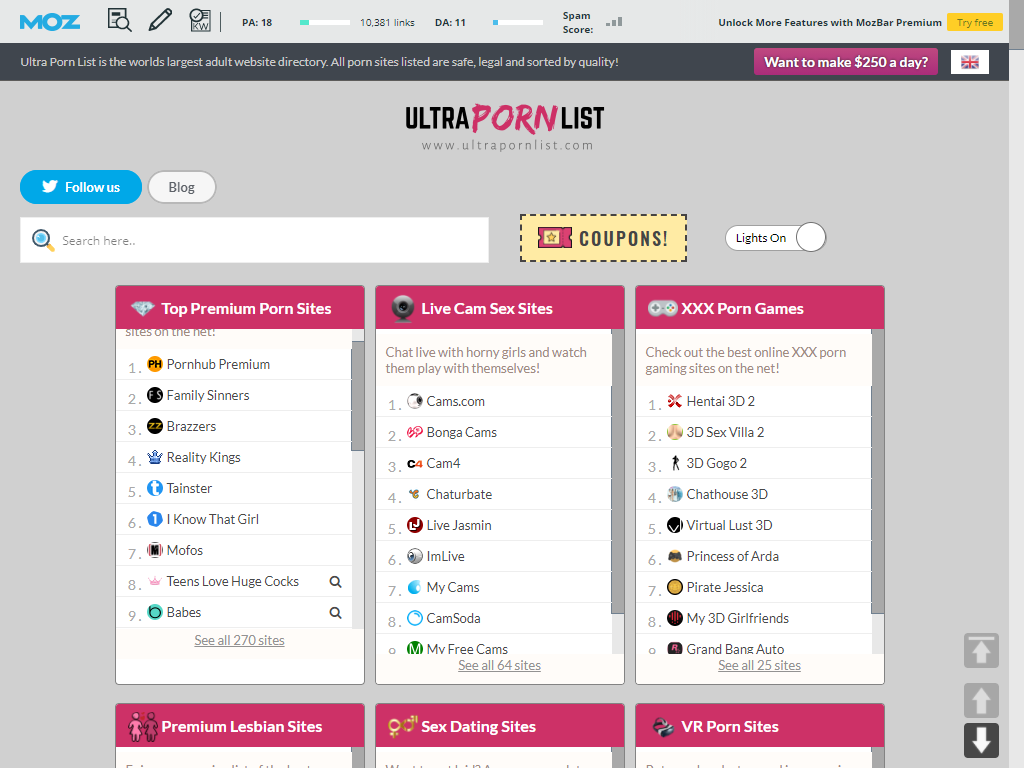 MOZ KW PA: 18 10,381 links DA: 11 Spam Score: Unlock More Features with MozBar Premium Try free
Ultra Porn List is the worlds largest adult website directory. All porn sites listed are safe, legal and sorted by quality! Want to make $250 a day?
ULTRA PORN LIST
www.ultrapornlist.com
Follow us Blog
Search here.. COUPONS! Lights On
Top Premium Porn Sites
sites on the net!
1. PH Pornhub Premium
2. FS Family Sinners
3. ZZ Brazzers
4. Reality Kings
5. t Tainster
6. 1 I Know That Girl
7. M Mofos
8. Teens Love Huge Cocks
9. Babes
See all 270 sites
Live Cam Sex Sites
Chat live with horny girls and watch
them play with themselves!
1. Cams.com
2. Bonga Cams
3. C4 Cam4
4. Chaturbate
5. Live Jasmin
6. ImLive
7. My Cams
8. CamSoda
9. My Free Cams
See all 64 sites
XXX Porn Games
Check out the best online XXX porn
gaming sites on the net!
1. Hentai 3D 2
2. 3D Sex Villa 2
3. 3D Gogo 2
4. Chathouse 3D
5. Virtual Lust 3D
6. Princess of Arda
7. Pirate Jessica
8. My 3D Girlfriends
9. Grand Bang Auto
See all 25 sites
Premium Lesbian Sites
Sex Dating Sites
VR Porn Sites